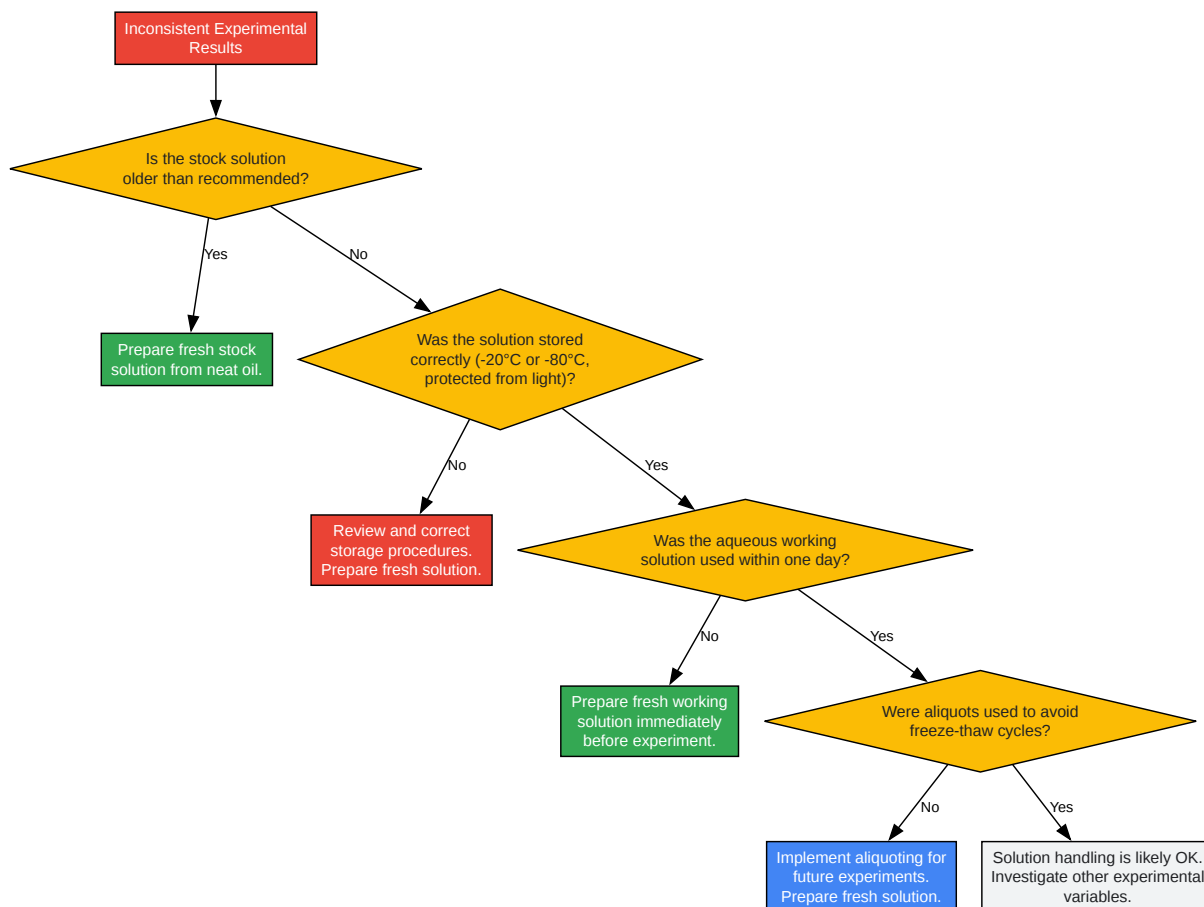 Inconsistent Experimental
Results
Is the stock solution
older than recommended?
Yes
No
Prepare fresh stock
solution from neat oil.
Was the solution stored
correctly (-20°C or -80°C,
protected from light)?
No
Yes
Review and correct
storage procedures.
Prepare fresh solution.
Was the aqueous working
solution used within one day?
No
Yes
Prepare fresh working
solution immediately
before experiment.
Were aliquots used to avoid
freeze-thaw cycles?
No
Yes
Implement aliquoting for
future experiments.
Prepare fresh solution.
Solution handling is likely OK.
Investigate other experimental
variables.